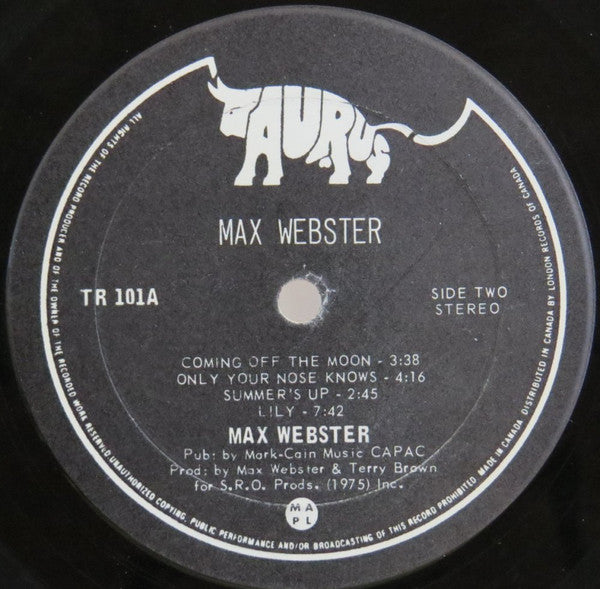 TAURUS
MAX WEBSTER
TR 101A
SIDE TWO
STEREO
COMING OFF THE MOON - 3:38
ONLY YOUR NOSE KNOWS - 4:16
SUMMER'S UP - 2:45
LILY - 7:42
MAX WEBSTER
Pub: by Mark-Cain Music CAPAC
Prod: by Max Webster & Terry Brown
for S.R.O. Prods. (1975) Inc.
MA
PL
ALL RIGHTS OF THE RECORD PRODUCER AND OF THE OWNER OF THE RECORDED WORK RESERVED. UNAUTHORIZED COPYING, PUBLIC PERFORMANCE AND/OR BROADCASTING OF THIS RECORD PROHIBITED MADE IN CANADA. DISTRIBUTED IN CANADA BY LONDON RECORDS OF CANADA